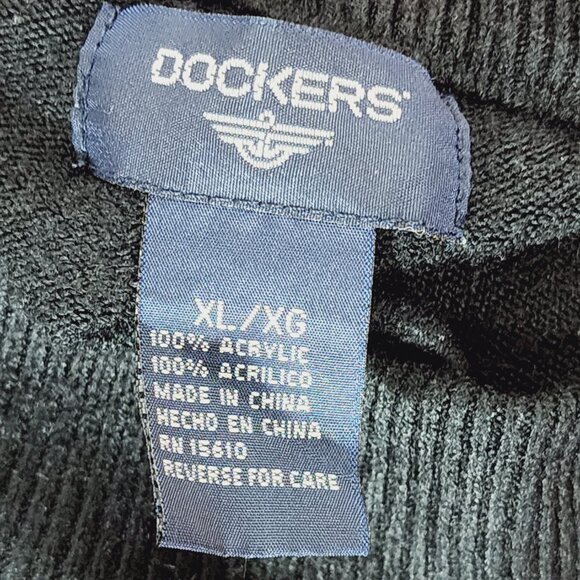 DOCKERS®
XL/XG
100% ACRYLIC
100% ACRILICO
MADE IN CHINA
HECHO EN CHINA
RN 15610
REVERSE FOR CARE